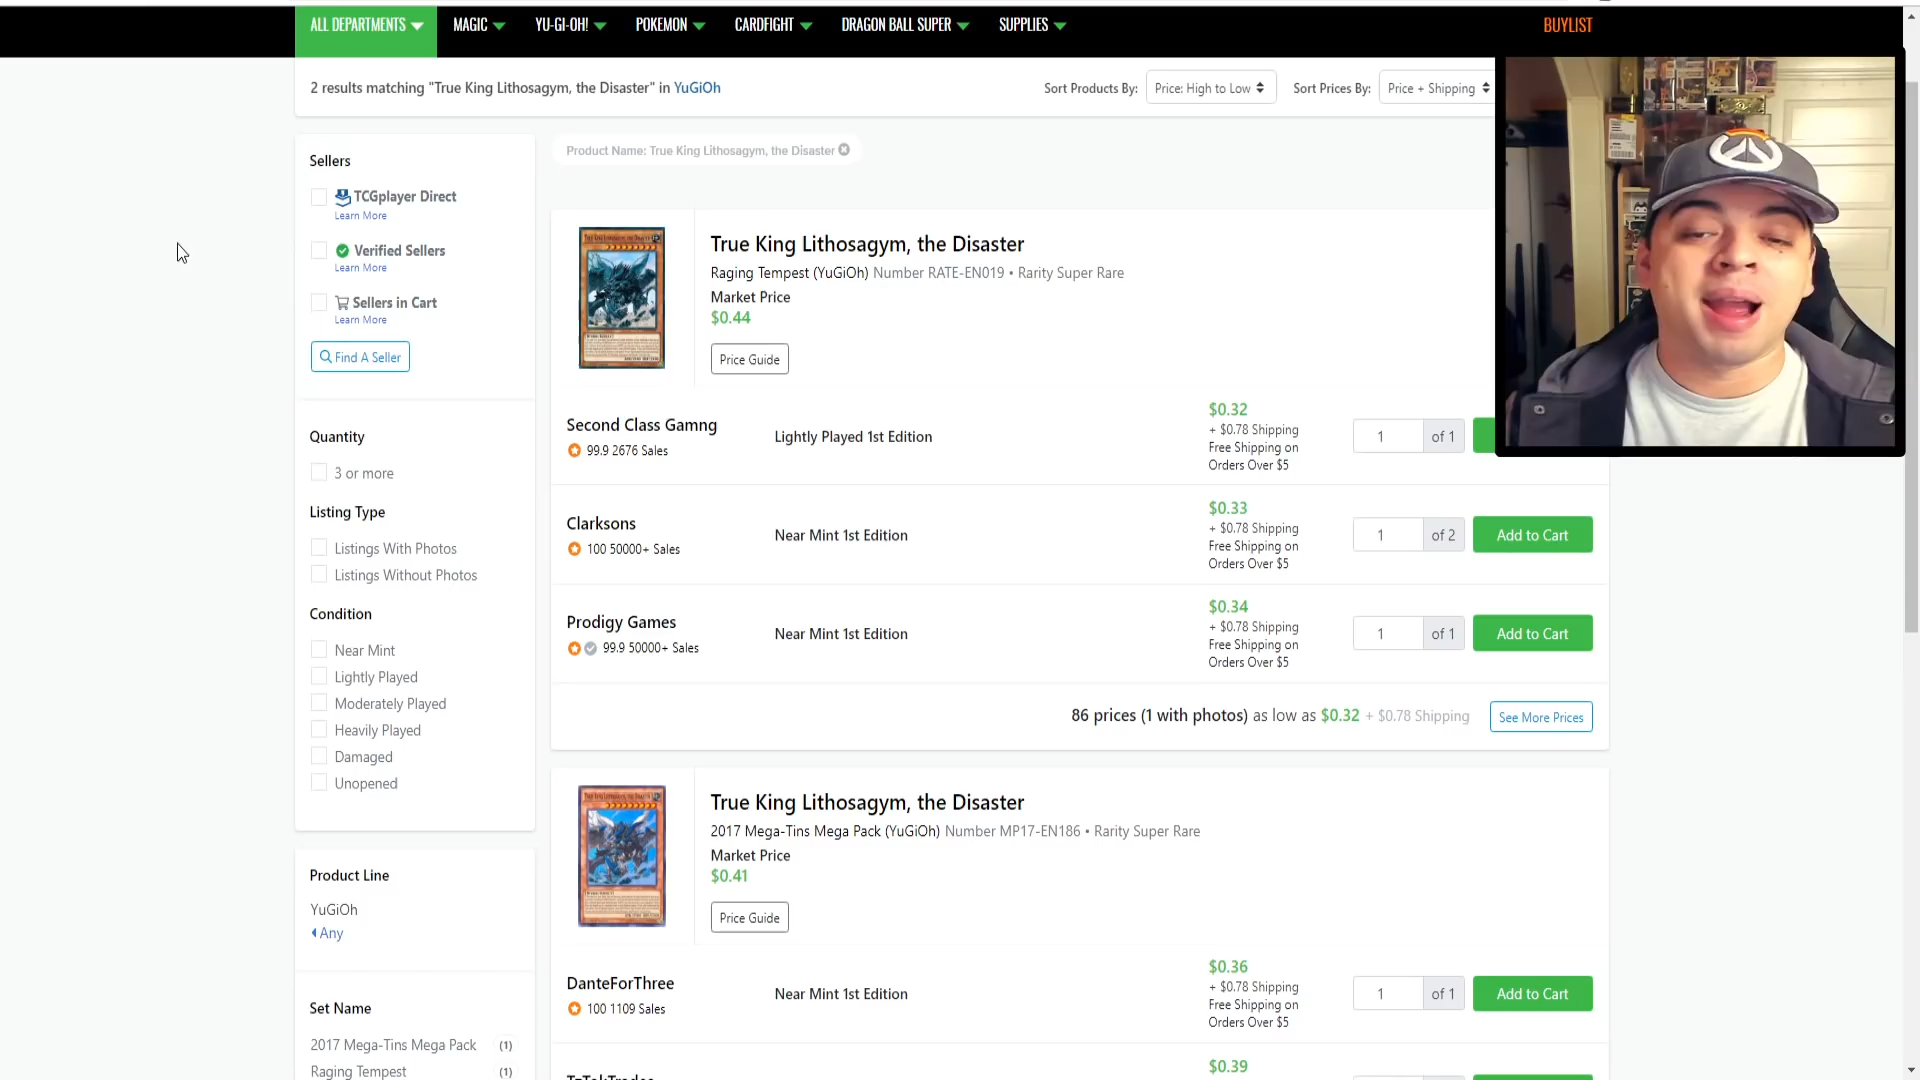 ALL DEPARTMENTS MAGIC YU-GI-OH! POKEMON CARDFIGHT DRAGON BALL SUPER SUPPLIES BUYLIST
2 results matching "True King Lithosagym, the Disaster" in YuGiOh
Sort Products By: Price: High to Low Sort Prices By: Price + Shipping
Product Name: True King Lithosagym, the Disaster
Sellers
TCGplayer Direct
Learn More
Verified Sellers
Learn More
Sellers in Cart
Learn More
Find A Seller
Quantity
3 or more
Listing Type
Listings With Photos
Listings Without Photos
Condition
Near Mint
Lightly Played
Moderately Played
Heavily Played
Damaged
Unopened
Product Line
YuGiOh
Any
Set Name
2017 Mega-Tins Mega Pack (1)
Raging Tempest (1)
True King Lithosagym, the Disaster
Raging Tempest (YuGiOh) Number RATE-EN019 • Rarity Super Rare
Market Price
$0.44
Price Guide
Second Class Gamng
99.9 2676 Sales
Lightly Played 1st Edition
$0.32
+ $0.78 Shipping
Free Shipping on
Orders Over $5
1 of 1
Clarksons
100 50000+ Sales
Near Mint 1st Edition
$0.33
+ $0.78 Shipping
Free Shipping on
Orders Over $5
1 of 2
Add to Cart
Prodigy Games
99.9 50000+ Sales
Near Mint 1st Edition
$0.34
+ $0.78 Shipping
Free Shipping on
Orders Over $5
1 of 1
Add to Cart
86 prices (1 with photos) as low as $0.32 + $0.78 Shipping See More Prices
True King Lithosagym, the Disaster
2017 Mega-Tins Mega Pack (YuGiOh) Number MP17-EN186 • Rarity Super Rare
Market Price
$0.41
Price Guide
DanteForThree
100 1109 Sales
Near Mint 1st Edition
$0.36
+ $0.78 Shipping
Free Shipping on
Orders Over $5
1 of 1
Add to Cart
$0.39